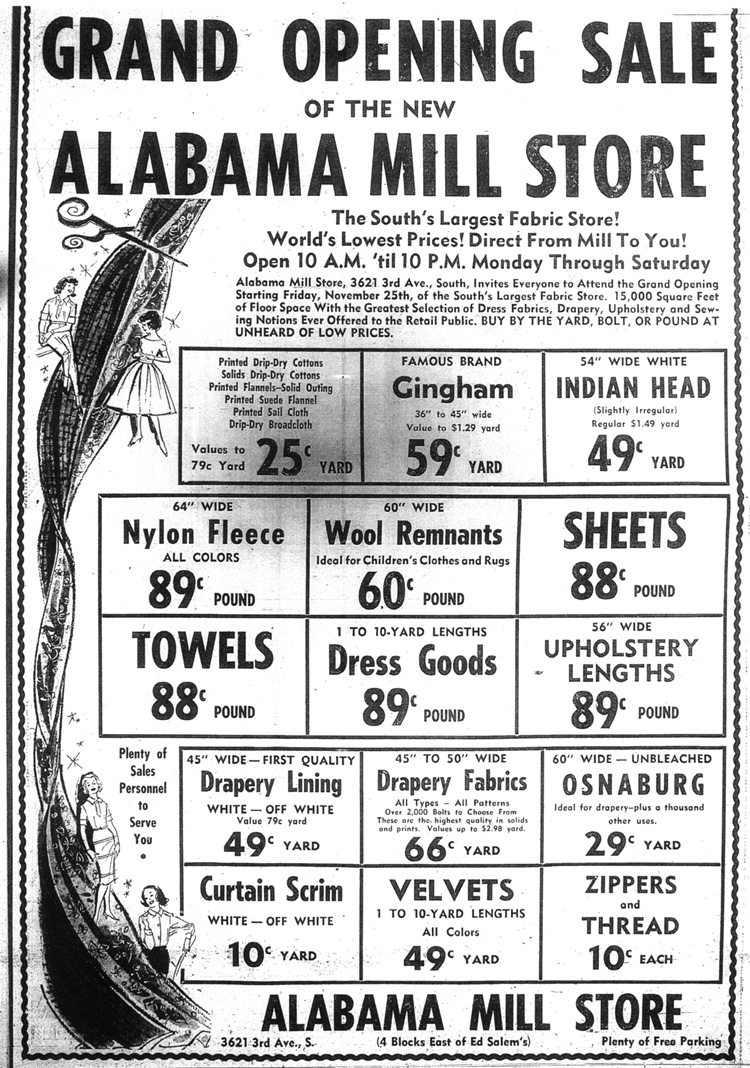 GRAND OPENING SALE
OF THE NEW
ALABAMA MILL STORE
The South's Largest Fabric Store!
World's Lowest Prices! Direct From Mill To You!
Open 10 A.M. 'til 10 P.M. Monday Through Saturday
Alabama Mill Store, 3621 3rd Ave., South, Invites Everyone to Attend the Grand Opening
Starting Friday, November 25th, of the South's Largest Fabric Store. 15,000 Square Feet
of Floor Space With the Greatest Selection of Dress Fabrics, Drapery, Upholstery and Sew-
ing Notions Ever Offered to the Retail Public. BUY BY THE YARD, BOLT, OR POUND AT
UNHEARD OF LOW PRICES.
Printed Drip-Dry Cottons
Solids Drip-Dry Cottons
Printed Flannels—Solid Outing
Printed Suede Flannel
Printed Sail Cloth
Drip-Dry Broadcloth
Values to
79c Yard 25c YARD
FAMOUS BRAND
Gingham
36" to 45" wide
Value to $1.29 yard
59c YARD
54" WIDE WHITE
INDIAN HEAD
(Slightly Irregular)
Regular $1.49 yard
49c YARD
64" WIDE
Nylon Fleece
ALL COLORS
89c POUND
60" WIDE
Wool Remnants
Ideal for Children's Clothes and Rugs
60c POUND
SHEETS
88c POUND
TOWELS
88c POUND
1 TO 10-YARD LENGTHS
Dress Goods
89c POUND
56" WIDE
UPHOLSTERY
LENGTHS
89c POUND
Plenty of
Sales
Personnel
to
Serve
You
45" WIDE — FIRST QUALITY
Drapery Lining
WHITE — OFF WHITE
Value 79c yard
49c YARD
45" TO 50" WIDE
Drapery Fabrics
All Types — All Patterns
Over 2,000 Bolts to Choose From
These are the highest quality in solids
and prints. Values up to $2.98 yard.
66c YARD
60" WIDE — UNBLEACHED
OSNABURG
Ideal for drapery—plus a thousand
other uses.
29c YARD
Curtain Scrim
WHITE — OFF WHITE
10c YARD
VELVETS
1 TO 10-YARD LENGTHS
All Colors
49c YARD
ZIPPERS
and
THREAD
10c EACH
ALABAMA MILL STORE
3621 3rd Ave., S. (4 Blocks East of Ed Salem's) Plenty of Free Parking